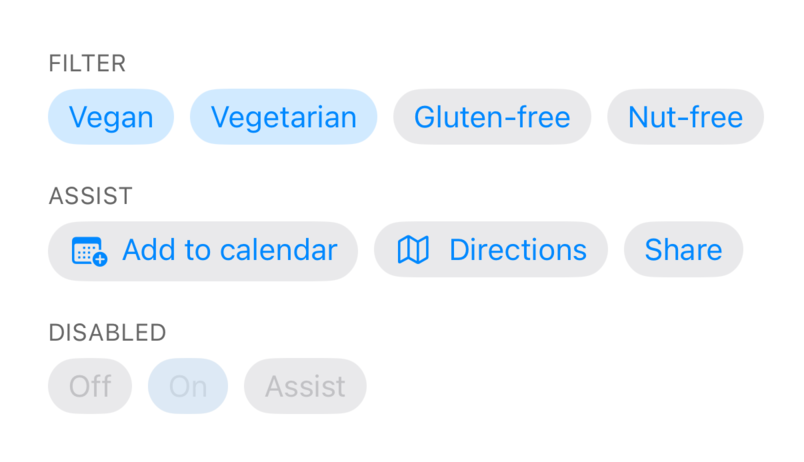 FILTER
Vegan Vegetarian Gluten-free Nut-free
ASSIST
Add to calendar Directions Share
DISABLED
Off On Assist